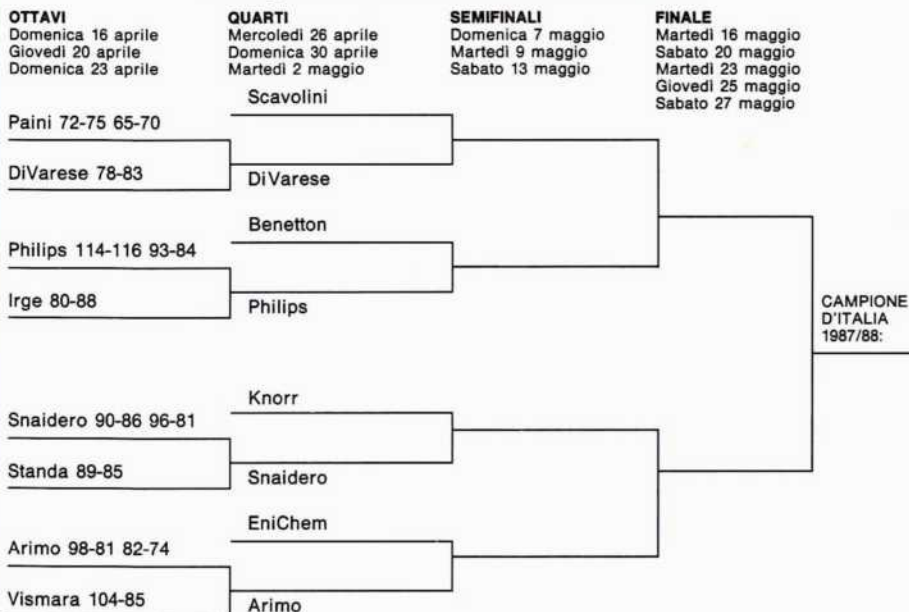 OTTAVI
Domenica 16 aprile
Giovedì 20 aprile
Domenica 23 aprile
QUARTI
Mercoledì 26 aprile
Domenica 30 aprile
Martedì 2 maggio
SEMIFINALI
Domenica 7 maggio
Martedì 9 maggio
Sabato 13 maggio
FINALE
Martedì 16 maggio
Sabato 20 maggio
Martedì 23 maggio
Giovedì 25 maggio
Sabato 27 maggio
Paini 72-75 65-70
DiVarese 78-83
Philips 114-116 93-84
Irge 80-88
Snaidero 90-86 96-81
Standa 89-85
Arimo 98-81 82-74
Vismara 104-85
Scavolini
DiVarese
Benetton
Philips
Knorr
Snaidero
EniChem
Arimo
CAMPIONE
D'ITALIA
1987/88: